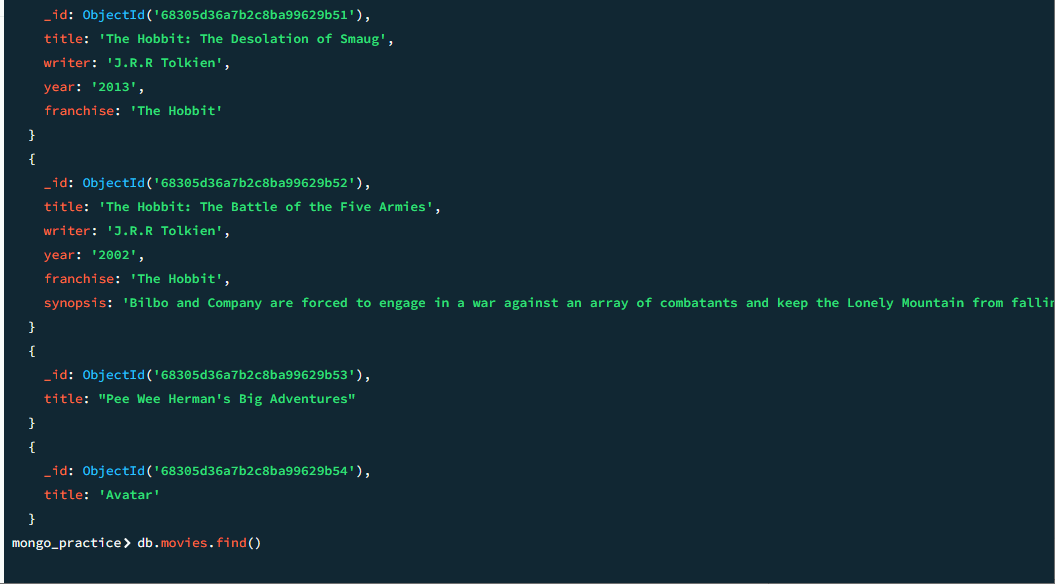 _id: ObjectId('68305d36a7b2c8ba99629b51'),
title: 'The Hobbit: The Desolation of Smaug',
writer: 'J.R.R Tolkien',
year: '2013',
franchise: 'The Hobbit'
}
{
_id: ObjectId('68305d36a7b2c8ba99629b52'),
title: 'The Hobbit: The Battle of the Five Armies',
writer: 'J.R.R Tolkien',
year: '2002',
franchise: 'The Hobbit',
synopsis: 'Bilbo and Company are forced to engage in a war against an array of combatants and keep the Lonely Mountain from
}
{
_id: ObjectId('68305d36a7b2c8ba99629b53'),
title: "Pee Wee Herman's Big Adventures"
}
{
_id: ObjectId('68305d36a7b2c8ba99629b54'),
title: 'Avatar'
}
mongo_practice> db.movies.find()